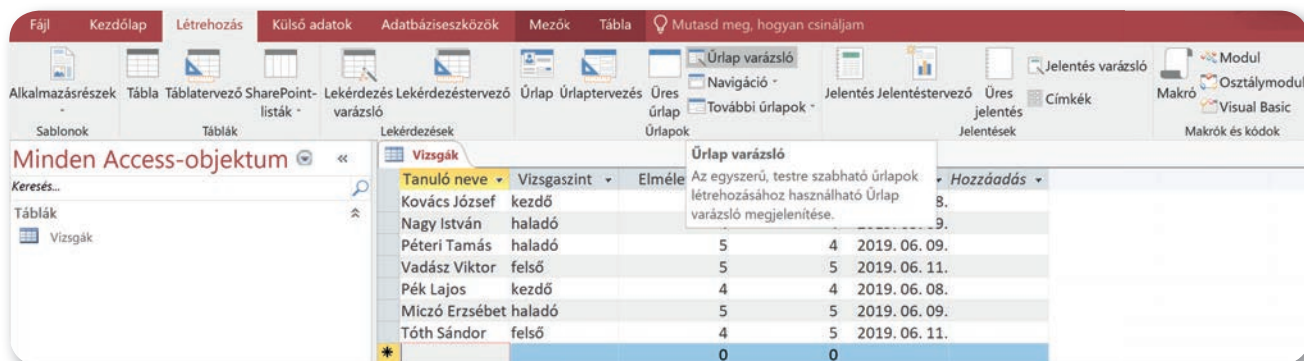 Fájl Kezdőlap Létrehozás Külső adatok Adatbáziseszközök Mezők Tábla Mutasd meg, hogyan csináljam
Alkalmazásrészek
Sablonok
Tábla Táblatervező SharePoint-listák
Táblák
Lekérdezés varázsló Lekérdezéstervező
Lekérdezések
Űrlap Űrlaptervezés Üres űrlap
Űrlap varázsló
Navigáció
További űrlapok
Űrlapok
Jelentés Jelentéstervező Üres jelentés
Jelentés varázsló
Címkék
Jelentések
Makró
Modul
Osztálymodul
Visual Basic
Makrók és kódok
Minden Access-objektum «
Keresés...
Táblák
Vizsgák
Vizsgák
Űrlap varázsló
Az egyszerű, testre szabható űrlapok
létrehozásához használható Űrlap
varázsló megjelenítése.
Tanuló neve Vizsgaszint Elméle Hozzáadás
Kovács József kezdő 8.
Nagy István haladó
Péteri Tamás haladó 5 4 2019. 06. 09.
Vadász Viktor felső 5 5 2019. 06. 11.
Pék Lajos kezdő 4 4 2019. 06. 08.
Miczó Erzsébet haladó 5 5 2019. 06. 09.
Tóth Sándor felső 4 5 2019. 06. 11.
0 0